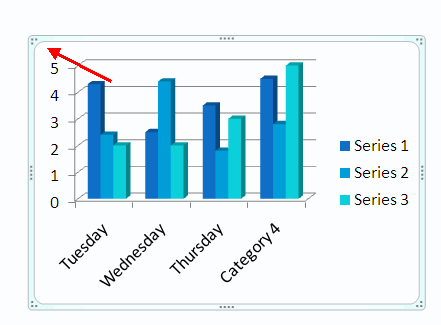 5
4
3
2
1
0
Tuesday
Wednesday
Thursday
Category 4
Series 1
Series 2
Series 3